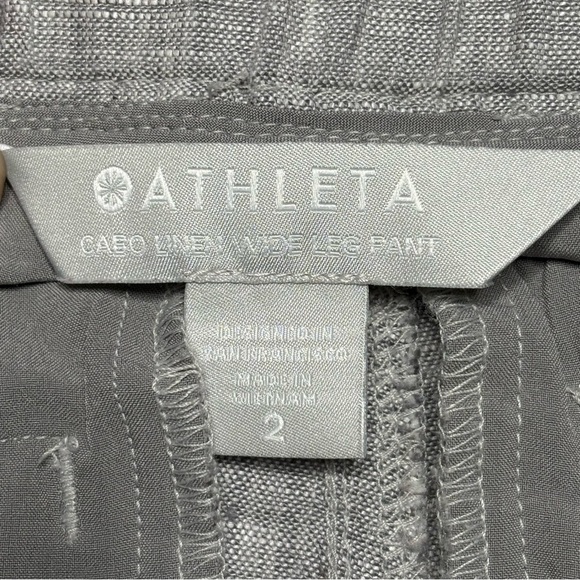 ATHLETA
CABO LINEN WIDE LEG PANT
DESIGNED IN
SAN FRANCISCO
MADE IN
VIETNAM
2